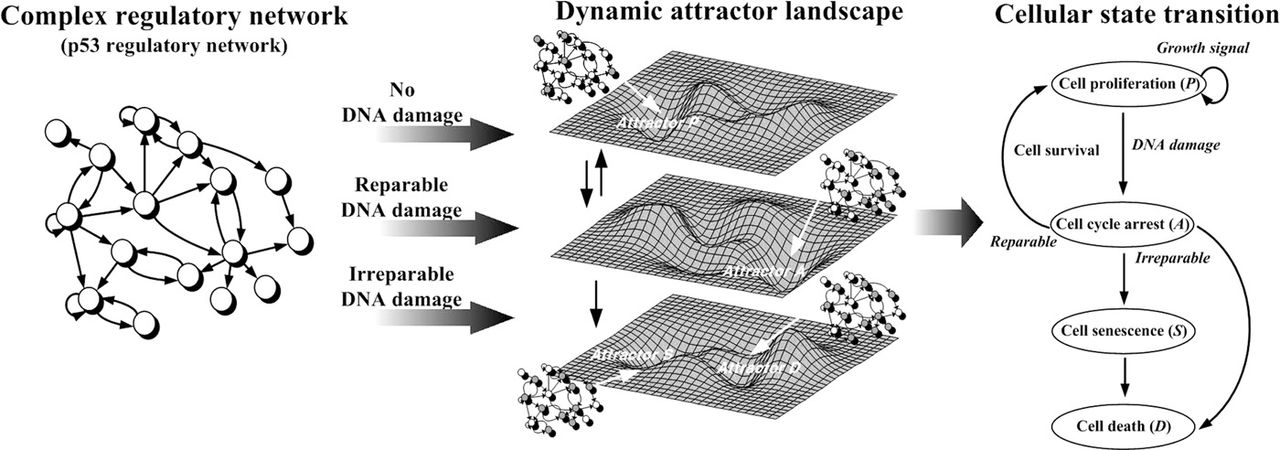 Complex regulatory network
(p53 regulatory network)
No
DNA damage
Reparable
DNA damage
Irreparable
DNA damage
Dynamic attractor landscape
Attractor P
Attractor A
Attractor S
Attractor D
Cellular state transition
Growth signal
Cell proliferation (P)
Cell survival
DNA damage
Cell cycle arrest (A)
Reparable
Irreparable
Cell senescence (S)
Cell death (D)